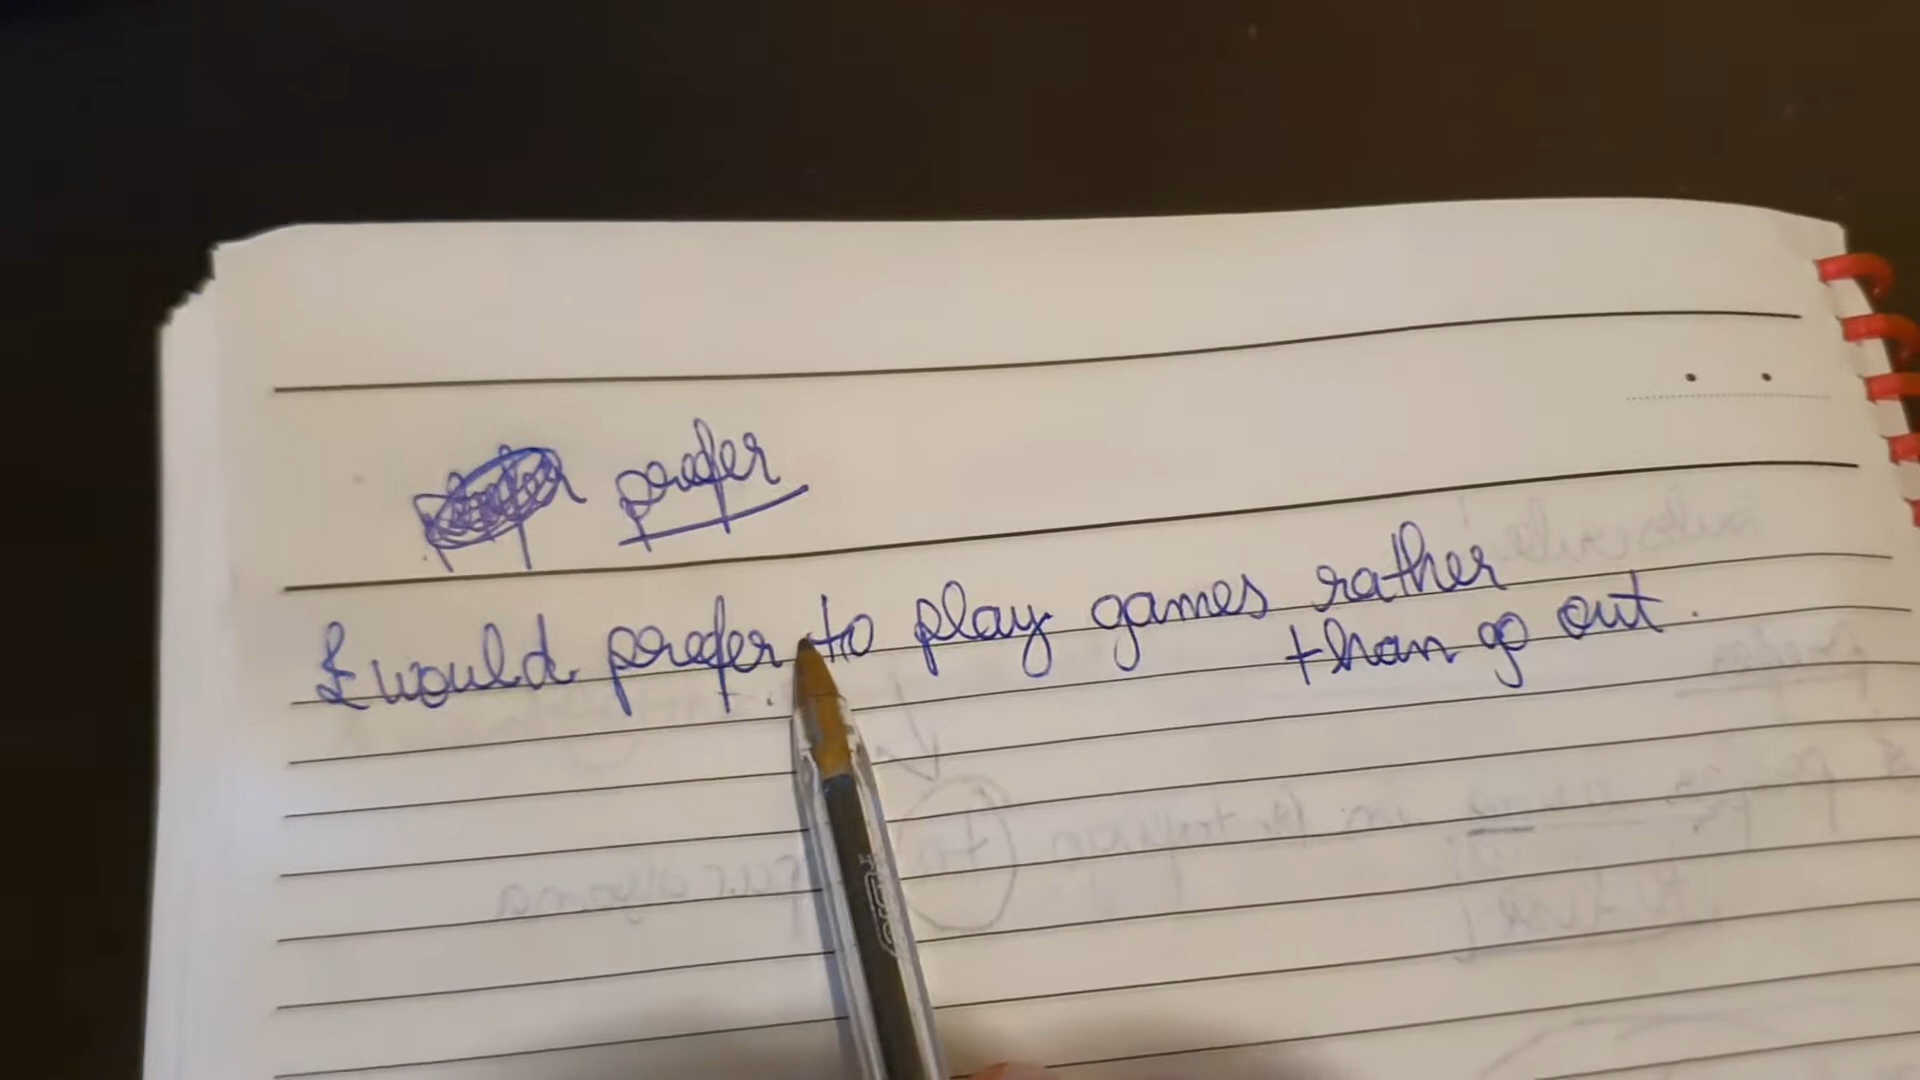 prefer
I would prefer to play games rather
than go out.